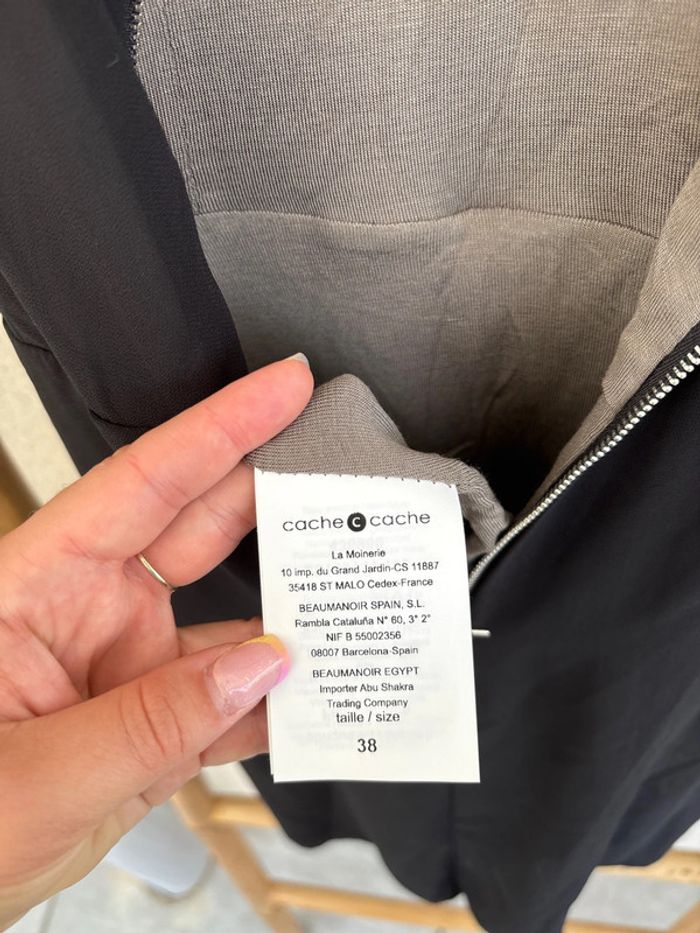 cache c cache
La Moinerie
10 imp. du Grand Jardin-CS 11887
35418 ST MALO Cedex-France
BEAUMANOIR SPAIN, S.L.
Rambla Cataluña N° 60, 3° 2°
NIF B 55002356
08007 Barcelona-Spain
BEAUMANOIR EGYPT
Importer Abu Shakra
Trading Company
taille / size
38